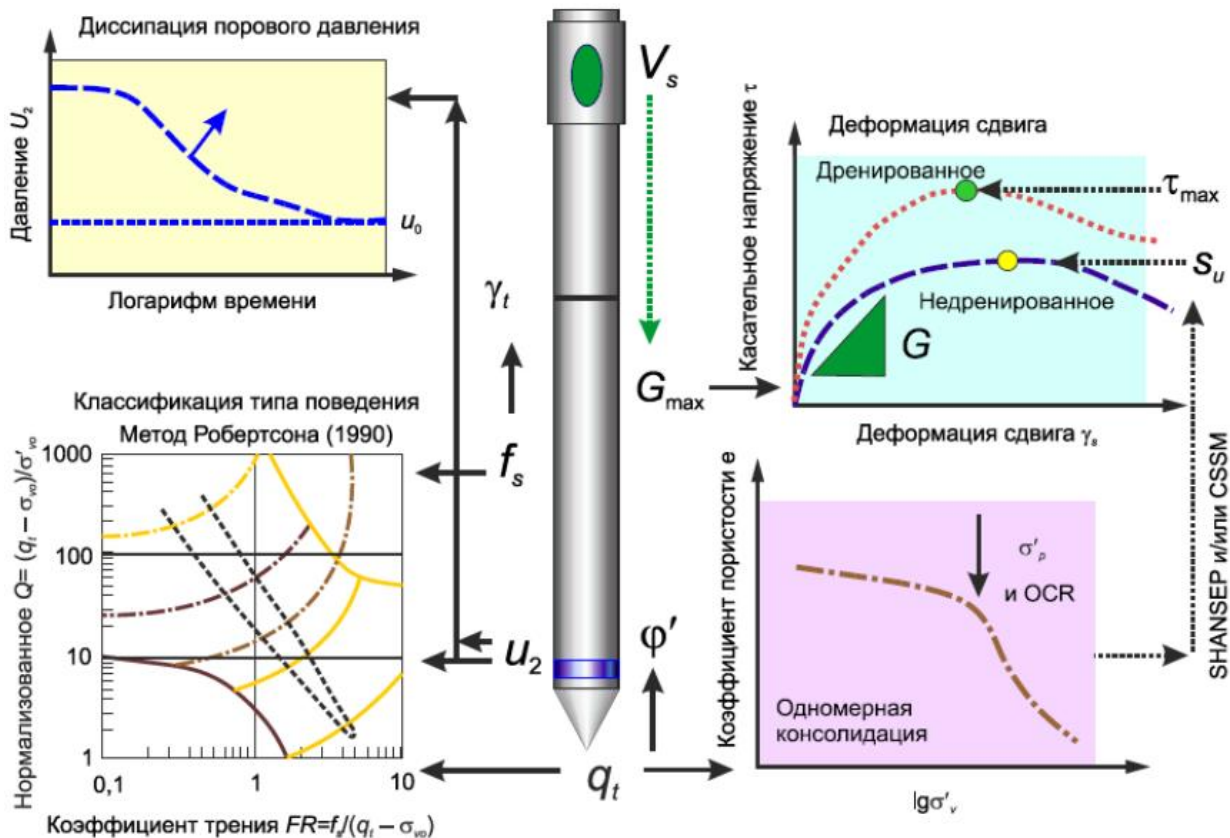 Диссипация порового давления
Давление U₂
u₀
Логарифм времени
Классификация типа поведения
Метод Робертсона (1990)
Нормализованное Q= (qₜ – σᵥₒ)/σ'ᵥₒ
1000
100
10
1
0,1
1
10
Коэффициент трения FR=fₛ/(qₜ – σᵥₒ)
γₜ
fₛ
u₂
qₜ
Vₛ
Gₘₐₓ
φ'
Касательное напряжение τ
Деформация сдвига
Дренированное
τₘₐₓ
sᵤ
Недренированное
G
Деформация сдвига γₛ
Коэффициент пористости е
σ'ₚ
и OCR
Одномерная
консолидация
lgσ'ᵥ
SHANSEP и/или CSSM